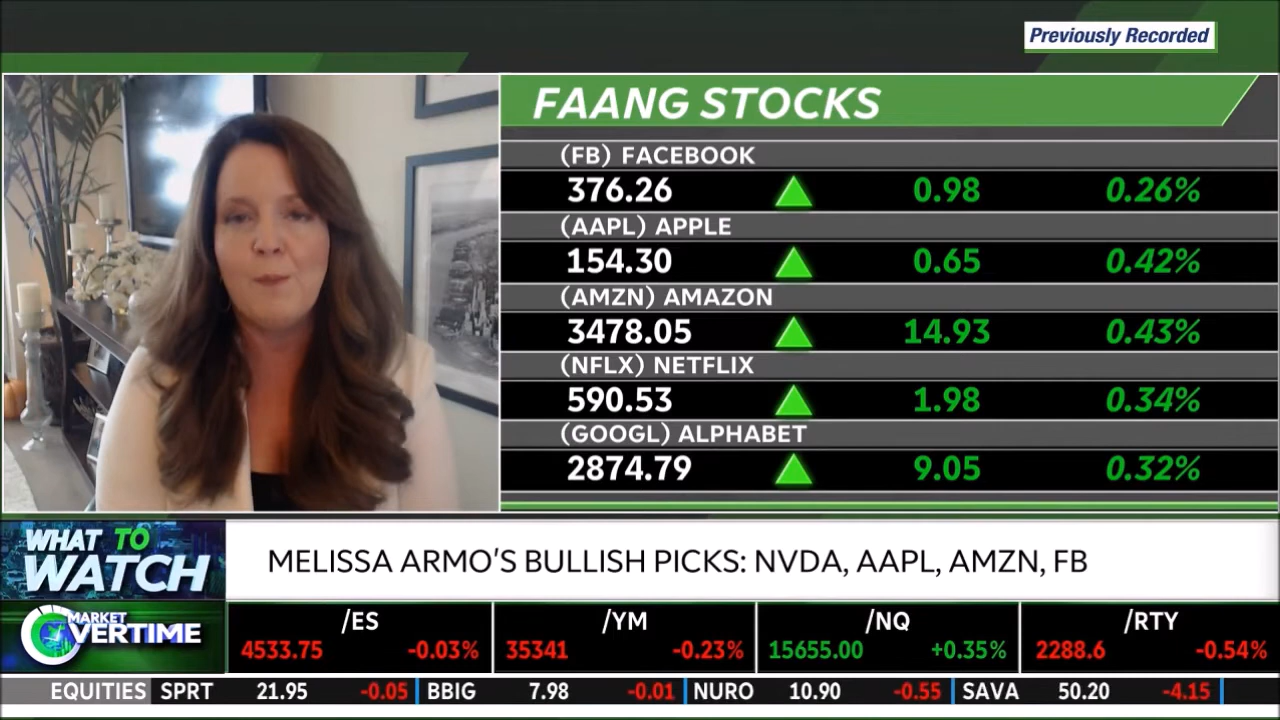 Previously Recorded
FAANG STOCKS
(FB) FACEBOOK
376.26 0.98 0.26%
(AAPL) APPLE
154.30 0.65 0.42%
(AMZN) AMAZON
3478.05 14.93 0.43%
(NFLX) NETFLIX
590.53 1.98 0.34%
(GOOGL) ALPHABET
2874.79 9.05 0.32%
WHAT TO
WATCH
MELISSA ARMO'S BULLISH PICKS: NVDA, AAPL, AMZN, FB
MARKET
OVERTIME
/ES /YM /NQ /RTY
4533.75 -0.03% 35341 -0.23% 15655.00 +0.35% 2288.6 -0.54%
EQUITIES SPRT 21.95 -0.05 BBIG 7.98 -0.01 NURO 10.90 -0.55 SAVA 50.20 -4.15